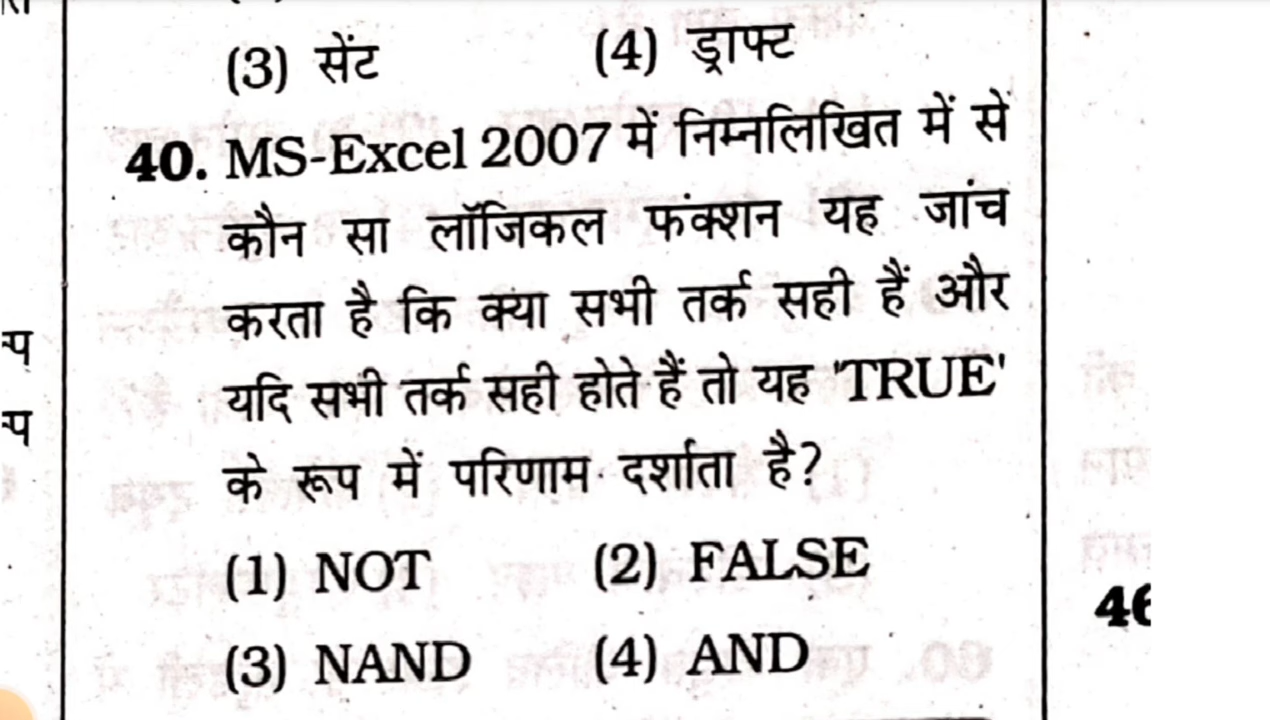 (3) सेंट (4) ड्राफ्ट
40. MS-Excel 2007 में निम्नलिखित में से
कौन सा लॉजिकल फंक्शन यह जांच
करता है कि क्या सभी तर्क सही हैं और
यदि सभी तर्क सही होते हैं तो यह 'TRUE'
के रूप में परिणाम दर्शाता है?
(1) NOT (2) FALSE
(3) NAND (4) AND